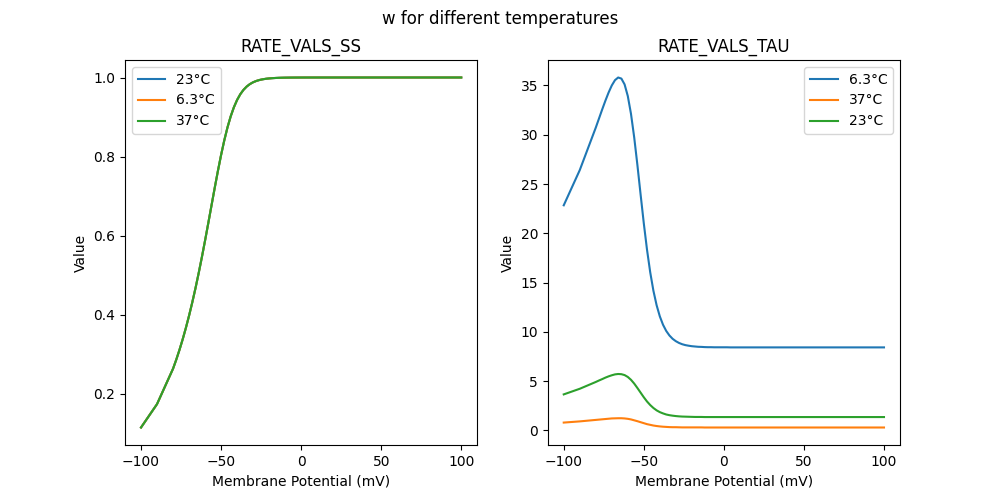 w for different temperatures
RATE_VALS_SS
1.0
0.8
0.6
0.4
0.2
Value
23°C
6.3°C
37°C
−100
−50
0
50
100
Membrane Potential (mV)
RATE_VALS_TAU
35
30
25
20
15
10
5
0
Value
6.3°C
37°C
23°C
−100
−50
0
50
100
Membrane Potential (mV)